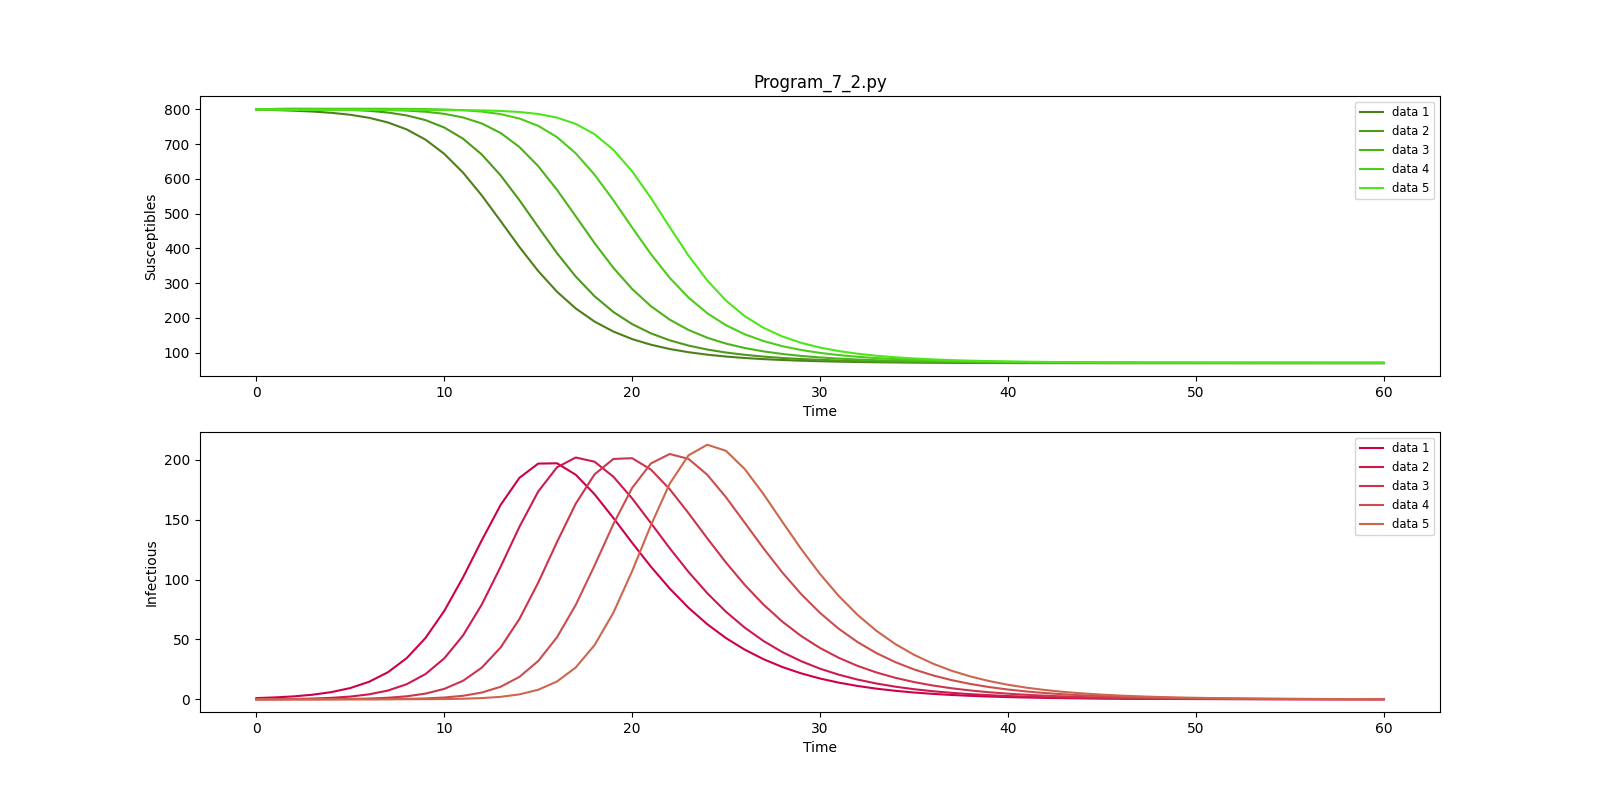 Program_7_2.py
800
700
600
500
400
300
200
100
Susceptibles
data 1
data 2
data 3
data 4
data 5
0 10 20 30 40 50 60
Time
200
150
100
50
0
Infectious
data 1
data 2
data 3
data 4
data 5
0 10 20 30 40 50 60
Time